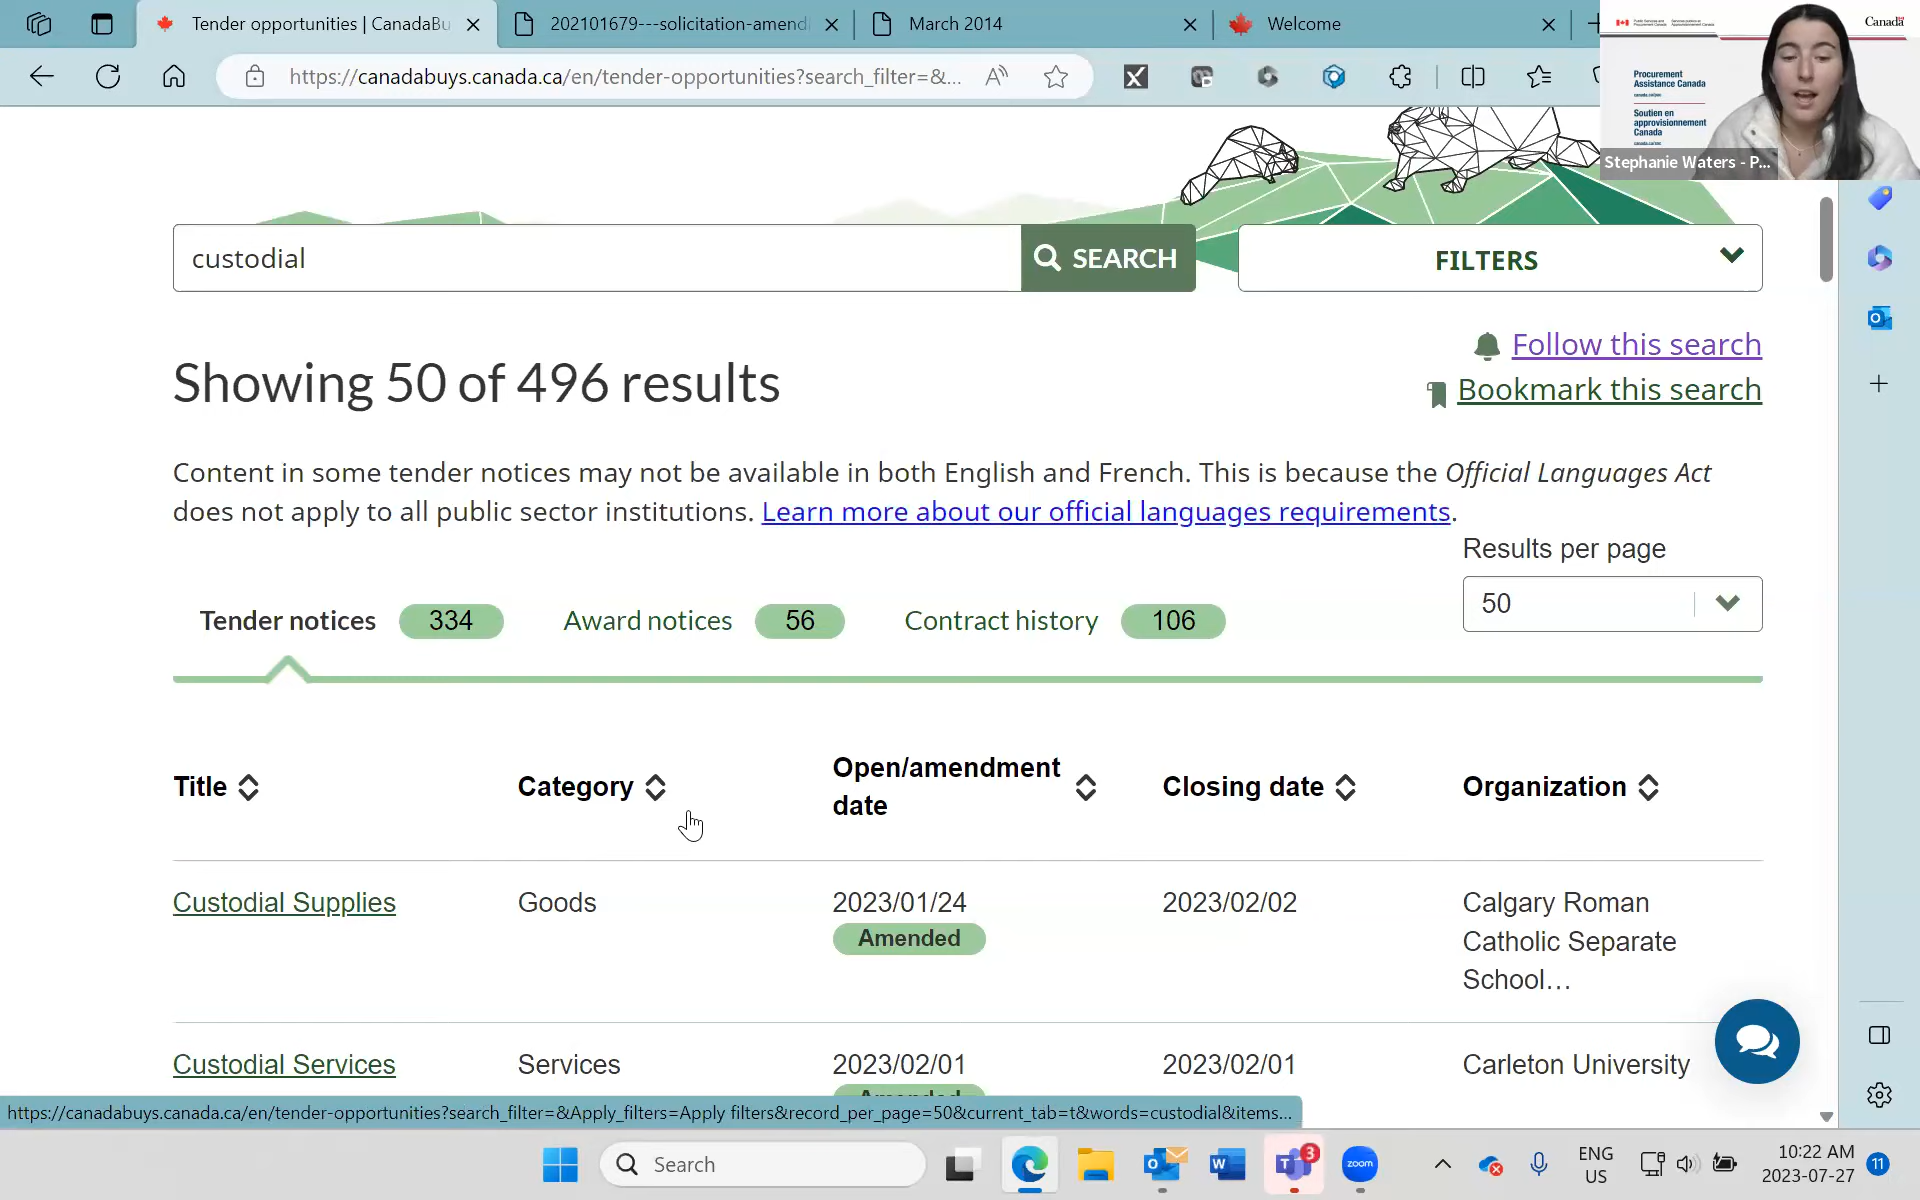 Tender opportunities | CanadaBu
202101679---solicitation-amend
March 2014
Welcome
https://canadabuys.canada.ca/en/tender-opportunities?search_filter=&...
Canada
Procurement
Assistance Canada
Soutien en
approvisionnement
Canada
Stephanie Waters - P...
custodial
SEARCH
FILTERS
Follow this search
Bookmark this search
Showing 50 of 496 results
Content in some tender notices may not be available in both English and French. This is because the Official Languages Act
does not apply to all public sector institutions. Learn more about our official languages requirements.
Results per page
50
Tender notices 334 Award notices 56 Contract history 106
Title Category Open/amendment date Closing date Organization
Custodial Supplies Goods 2023/01/24 2023/02/02 Calgary Roman
Amended
Catholic Separate
School...
Custodial Services Services 2023/02/01 2023/02/01 Carleton University
https://canadabuys.canada.ca/en/tender-opportunities?search_filter=&Apply_filters=Apply filters&record_per_page=50&current_tab=t&words=custodial&items...
Search
3
zoom
ENG
US
10:22 AM
2023-07-27
11